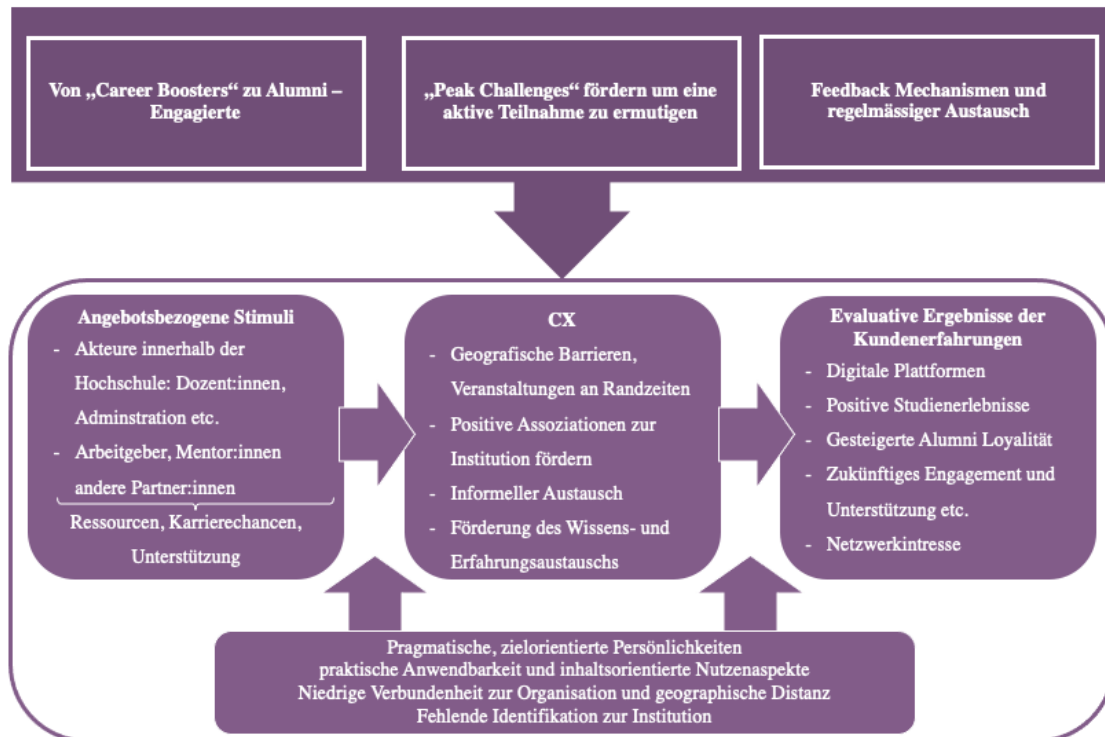 Von „Career Boosters“ zu Alumni –
Engagierte
„Peak Challenges“ fördern um eine
aktive Teilnahme zu ermutigen
Feedback Mechanismen und
regelmässiger Austausch
Angebotsbezogene Stimuli
- Akteure innerhalb der
Hochschule: Dozent:innen,
Adminstration etc.
- Arbeitgeber, Mentor:innen
andere Partner:innen
Ressourcen, Karrierechancen,
Unterstützung
CX
- Geografische Barrieren,
Veranstaltungen an Randzeiten
- Positive Assoziationen zur
Institution fördern
- Informeller Austausch
- Förderung des Wissens- und
Erfahrungsaustauschs
Evaluative Ergebnisse der
Kundenerfahrungen
- Digitale Plattformen
- Positive Studienerlebnisse
- Gesteigerte Alumni Loyalität
- Zukünftiges Engagement und
Unterstützung etc.
- Netzwerkintresse
Pragmatische, zielorientierte Persönlichkeiten
praktische Anwendbarkeit und inhaltsorientierte Nutzenaspekte
Niedrige Verbundenheit zur Organisation und geographische Distanz
Fehlende Identifikation zur Institution